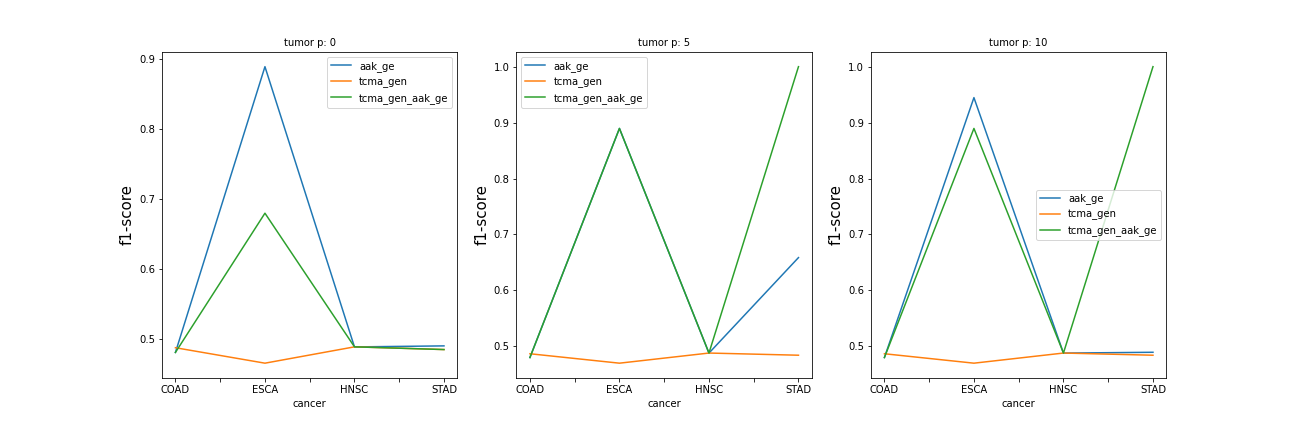 tumor p: 0
f1-score
0.9
0.8
0.7
0.6
0.5
aak_ge
tcma_gen
tcma_gen_aak_ge
COAD ESCA HNSC STAD
cancer
tumor p: 5
f1-score
1.0
0.9
0.8
0.7
0.6
0.5
aak_ge
tcma_gen
tcma_gen_aak_ge
COAD ESCA HNSC STAD
cancer
tumor p: 10
f1-score
1.0
0.9
0.8
0.7
0.6
0.5
aak_ge
tcma_gen
tcma_gen_aak_ge
COAD ESCA HNSC STAD
cancer